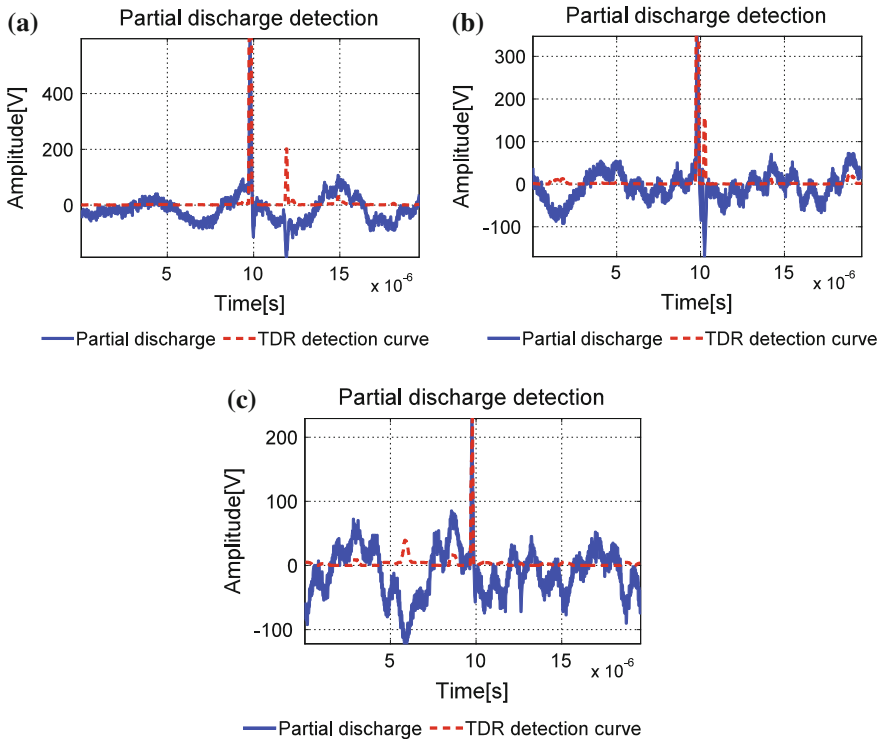 (a)
Partial discharge detection
Amplitude[V]
400
200
0
5
10
15
x 10⁻⁶
Time[s]
Partial discharge
TDR detection curve
(b)
Partial discharge detection
Amplitude[V]
300
200
100
0
-100
5
10
15
x 10⁻⁶
Time[s]
Partial discharge
TDR detection curve
(c)
Partial discharge detection
Amplitude[V]
200
100
0
-100
5
10
15
x 10⁻⁶
Time[s]
Partial discharge
TDR detection curve